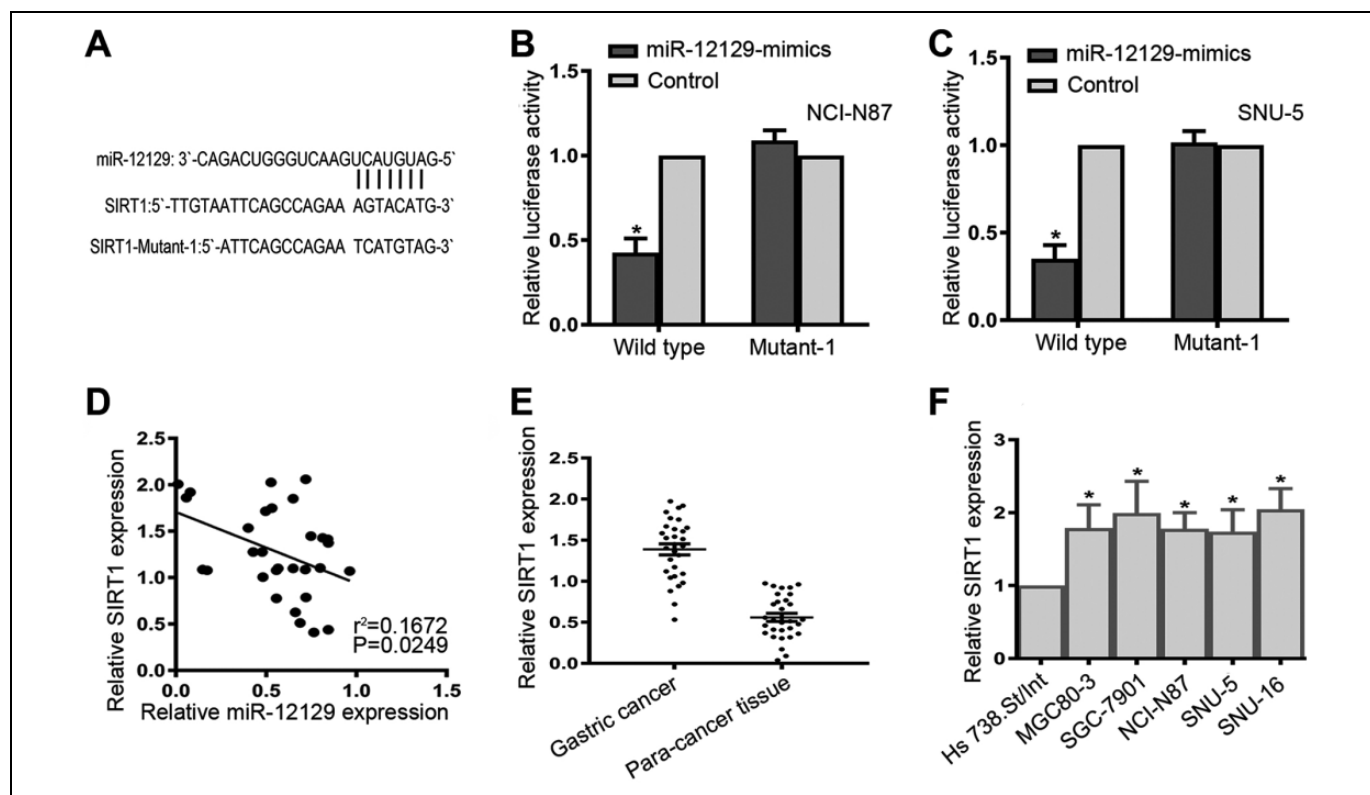 A
miR-12129: 3`-CAGACUGGGUCAAGUCAUGUAG-5`
SIRT1:5`-TTGTAATTCAGCCAGAA AGTACATG-3`
SIRT1-Mutant-1:5`-ATTCAGCCAGAA TCATGTAG-3`
B
miR-12129-mimics
Control
NCI-N87
Relative luciferase activity
1.5
1.0
0.5
0.0
*
Wild type
Mutant-1
C
miR-12129-mimics
Control
SNU-5
Relative luciferase activity
1.5
1.0
0.5
0.0
*
Wild type
Mutant-1
D
Relative SIRT1 expression
2.5
2.0
1.5
1.0
0.5
0.0
r²=0.1672
P=0.0249
0.0 0.5 1.0 1.5
Relative miR-12129 expression
E
Relative SIRT1 expression
2.5
2.0
1.5
1.0
0.5
0.0
Gastric cancer
Para-cancer tissue
F
Relative SIRT1 expression
3
2
1
0
* * * * *
Hs 738.St/Int
MGC80-3
SGC-7901
NCI-N87
SNU-5
SNU-16